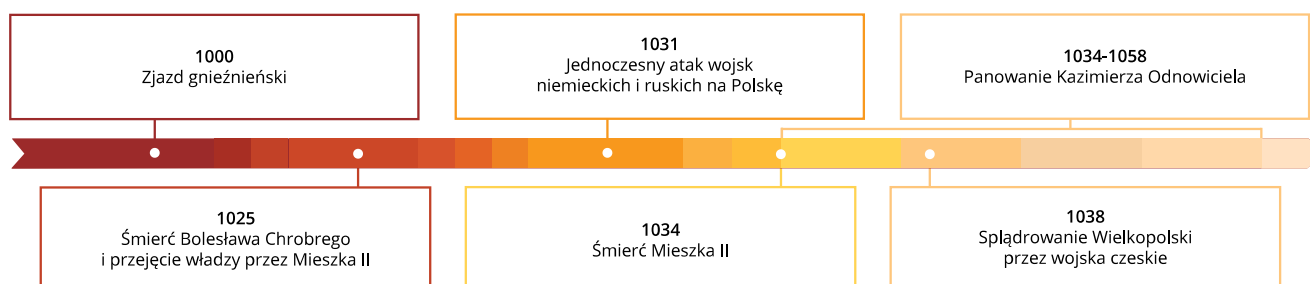 1000
Zjazd gnieźnieński
1031
Jednoczesny atak wojsk
niemieckich i ruskich na Polskę
1034-1058
Panowanie Kazimierza Odnowiciela
1025
Śmierć Bolesława Chrobrego
i przejęcie władzy przez Mieszka II
1034
Śmierć Mieszka II
1038
Splądrowanie Wielkopolski
przez wojska czeskie